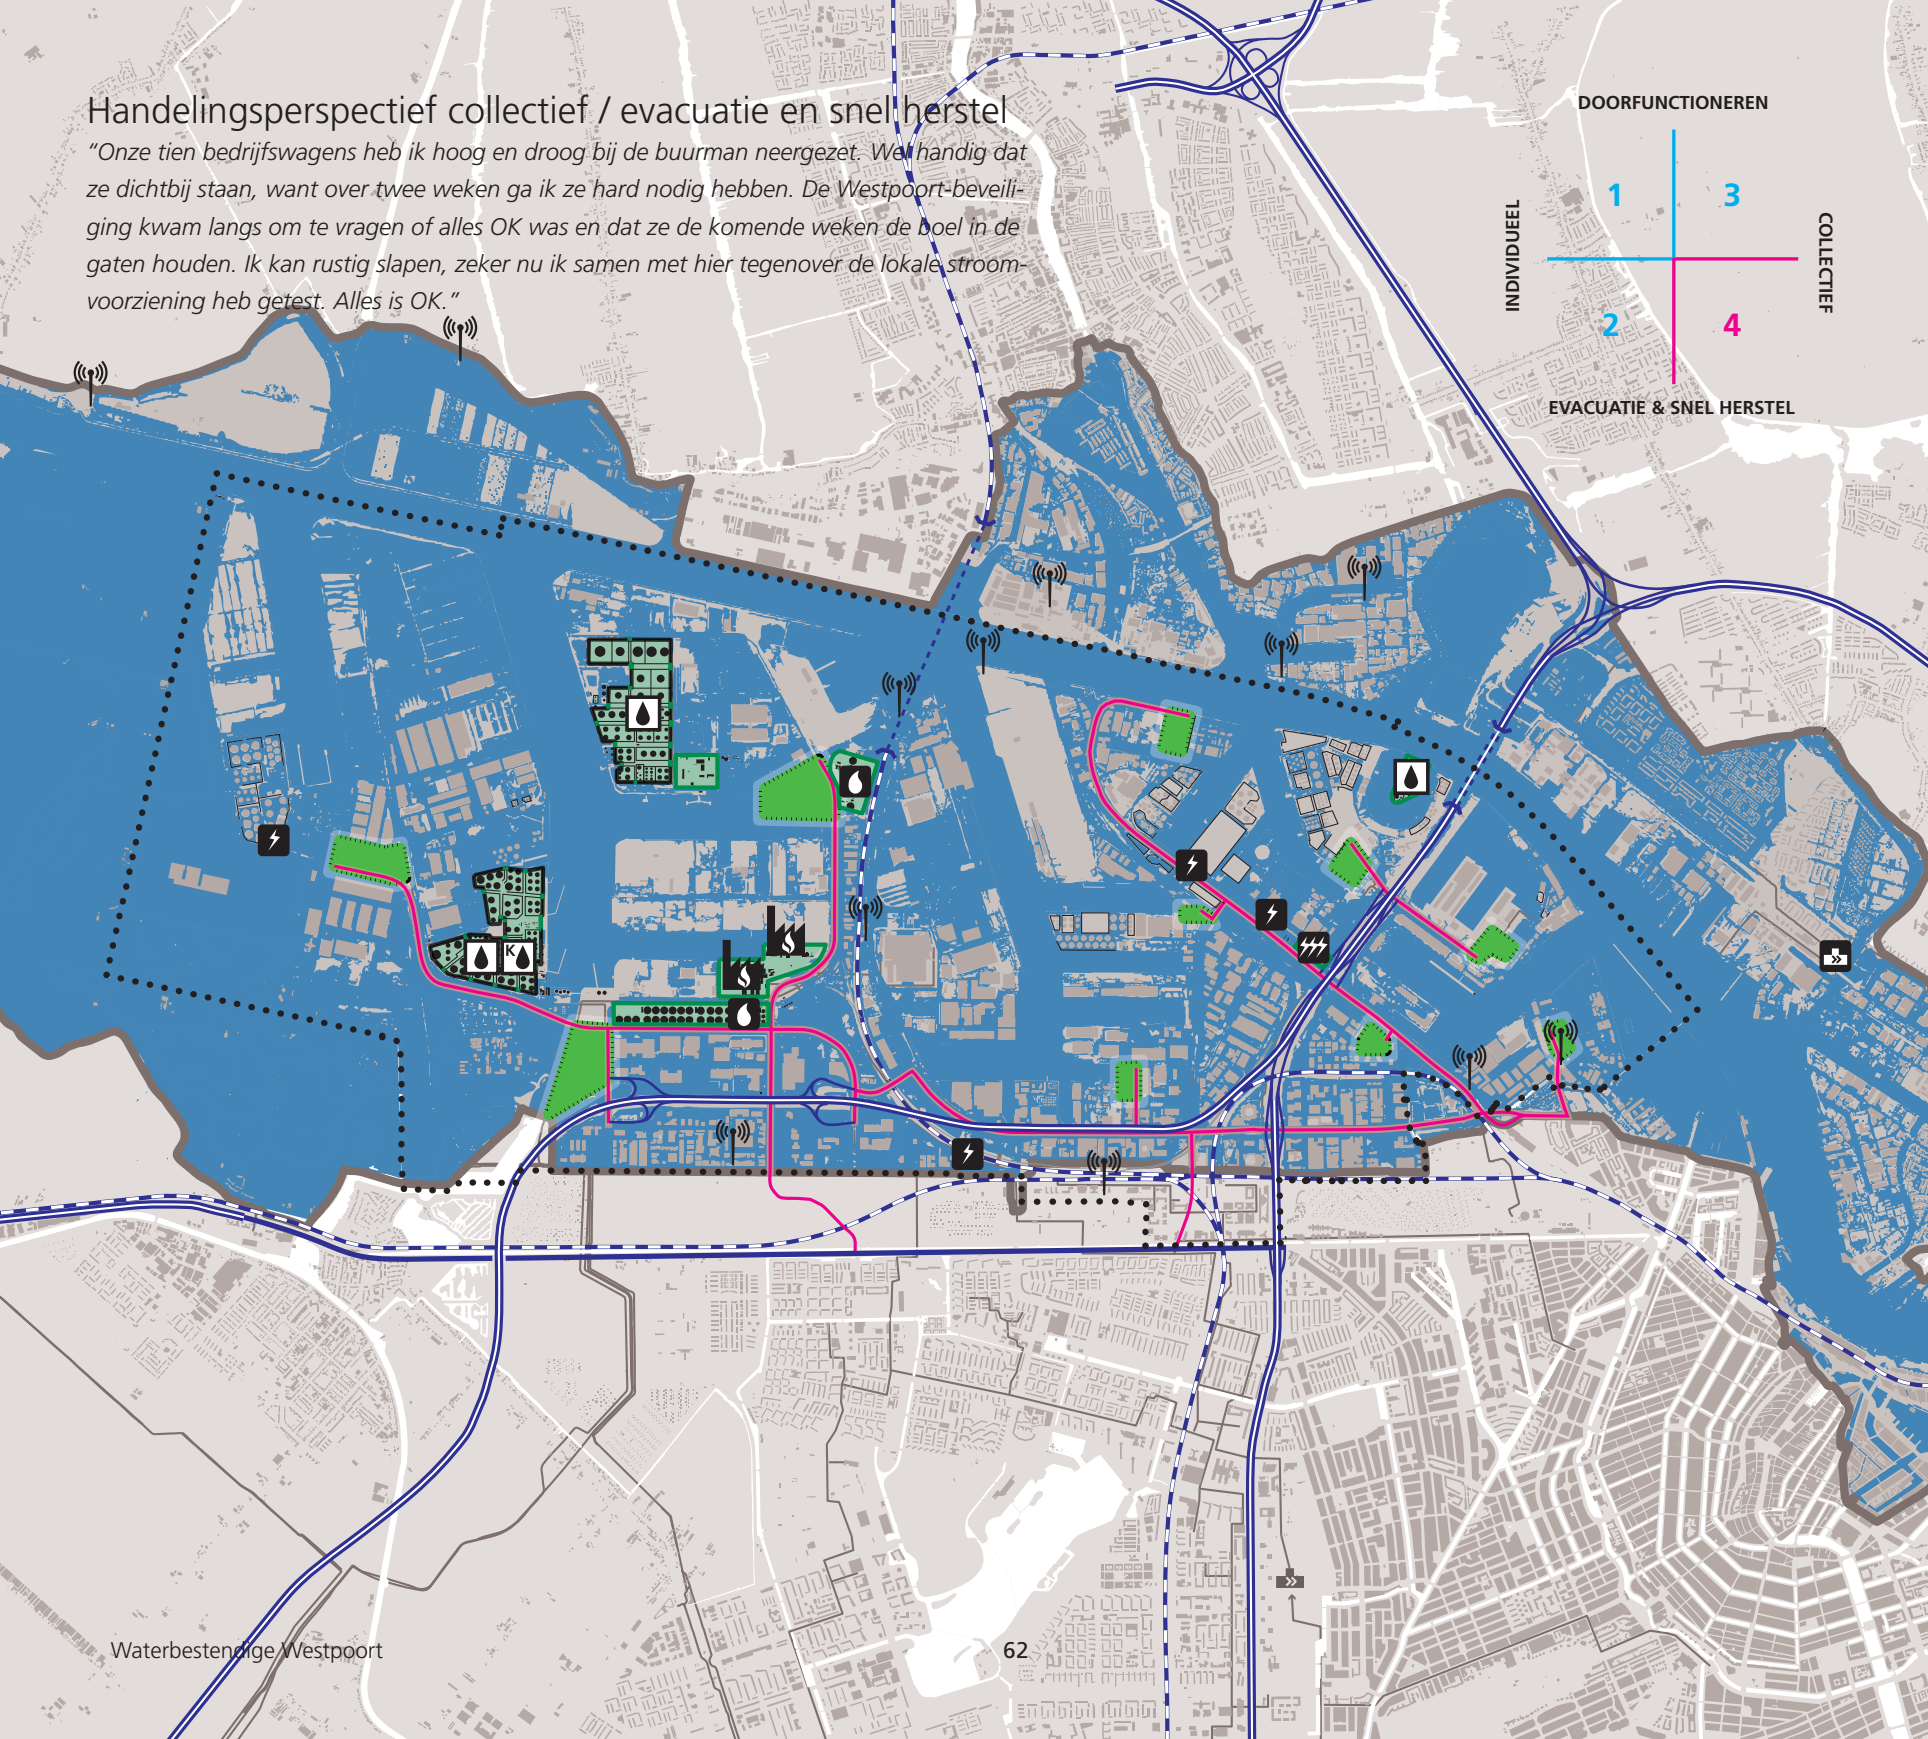 Handelingsperspectief collectief / evacuatie en snel herstel
“Onze tien bedrijfswagens heb ik hoog en droog bij de buurman neergezet. Wel handig dat
ze dichtbij staan, want over twee weken ga ik ze hard nodig hebben. De Westpoort-beveili-
ging kwam langs om te vragen of alles OK was en dat ze de komende weken de boel in de
gaten houden. Ik kan rustig slapen, zeker nu ik samen met hier tegenover de lokale stroom-
voorziening heb getest. Alles is OK.”
DOORFUNCTIONEREN
1
3
INDIVIDUEEL
COLLECTIEF
2
4
EVACUATIE & SNEL HERSTEL
K
Waterbestendige Westpoort
62